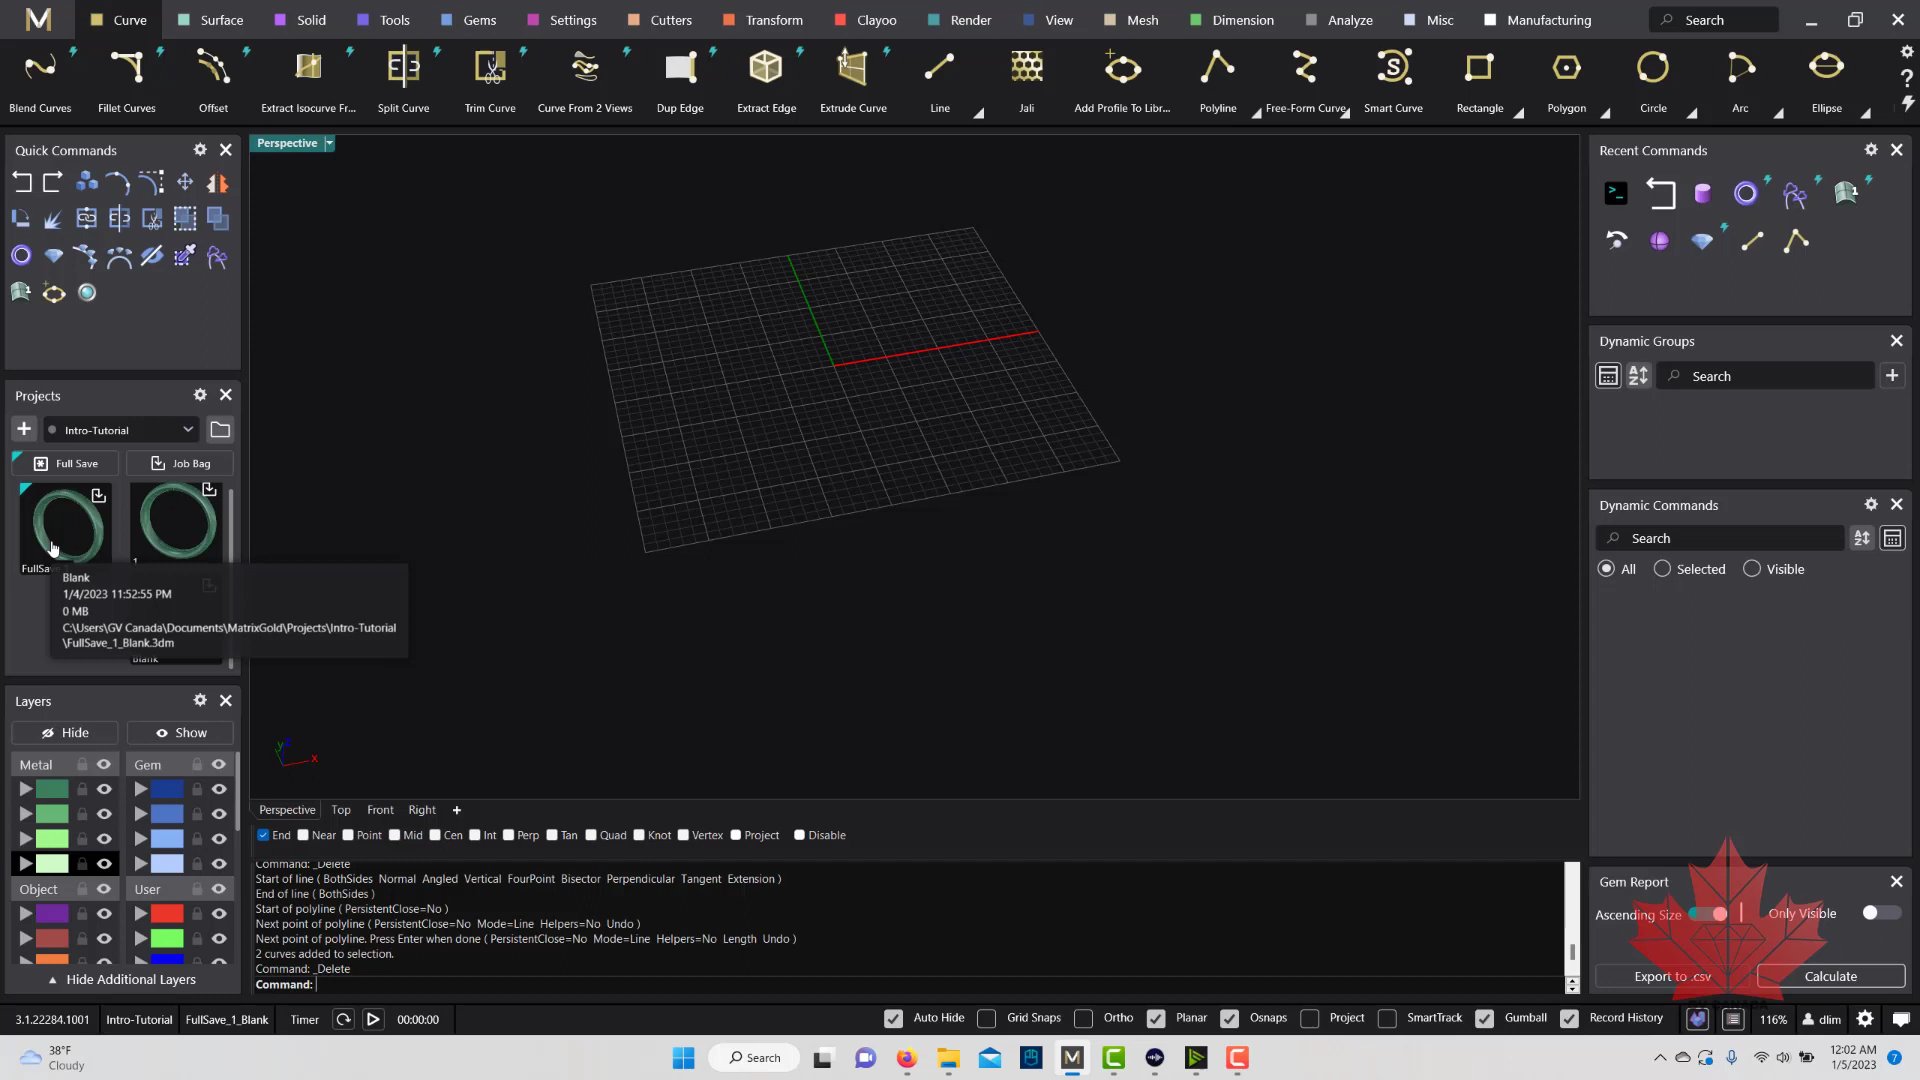 Curve Surface Solid Tools Gems Settings Cutters Transform Clayoo Render View Mesh Dimension Analyze Misc Manufacturing Search
Blend Curves Fillet Curves Offset Extract Isocurve Fr... Split Curve Trim Curve Curve From 2 Views Dup Edge Extract Edge Extrude Curve Line Jali Add Profile To Libr... Polyline Free-Form Curve Smart Curve Rectangle Polygon Circle Arc Ellipse
Quick Commands
Projects
Intro-Tutorial
Full Save Job Bag
1
Blank
1/4/2023 11:52:55 PM
0 MB
C:\Users\GV Canada\Documents\MatrixGold\Projects\Intro-Tutorial
\FullSave_1_Blank.3dm
Blank
Layers
Hide Show
Metal Gem
Object User
Hide Additional Layers
Perspective
y z x
Perspective Top Front Right +
End Near Point Mid Cen Int Perp Tan Quad Knot Vertex Project Disable
Command: _Delete
Start of line ( BothSides Normal Angled Vertical FourPoint Bisector Perpendicular Tangent Extension )
End of line ( BothSides )
Start of polyline ( PersistentClose=No )
Next point of polyline ( PersistentClose=No Mode=Line Helpers=No Undo )
Next point of polyline. Press Enter when done ( PersistentClose=No Mode=Line Helpers=No Length Undo )
2 curves added to selection.
Command: _Delete
Command:
Recent Commands
Dynamic Groups
Search
Dynamic Commands
Search
All Selected Visible
Gem Report
Ascending Size Only Visible
Export to .csv Calculate
3.1.22284.1001 Intro-Tutorial FullSave_1_Blank Timer 00:00:00 Auto Hide Grid Snaps Ortho Planar Osnaps Project SmartTrack Gumball Record History 116% dlim
38°F
Cloudy
Search
12:02 AM
1/5/2023
7